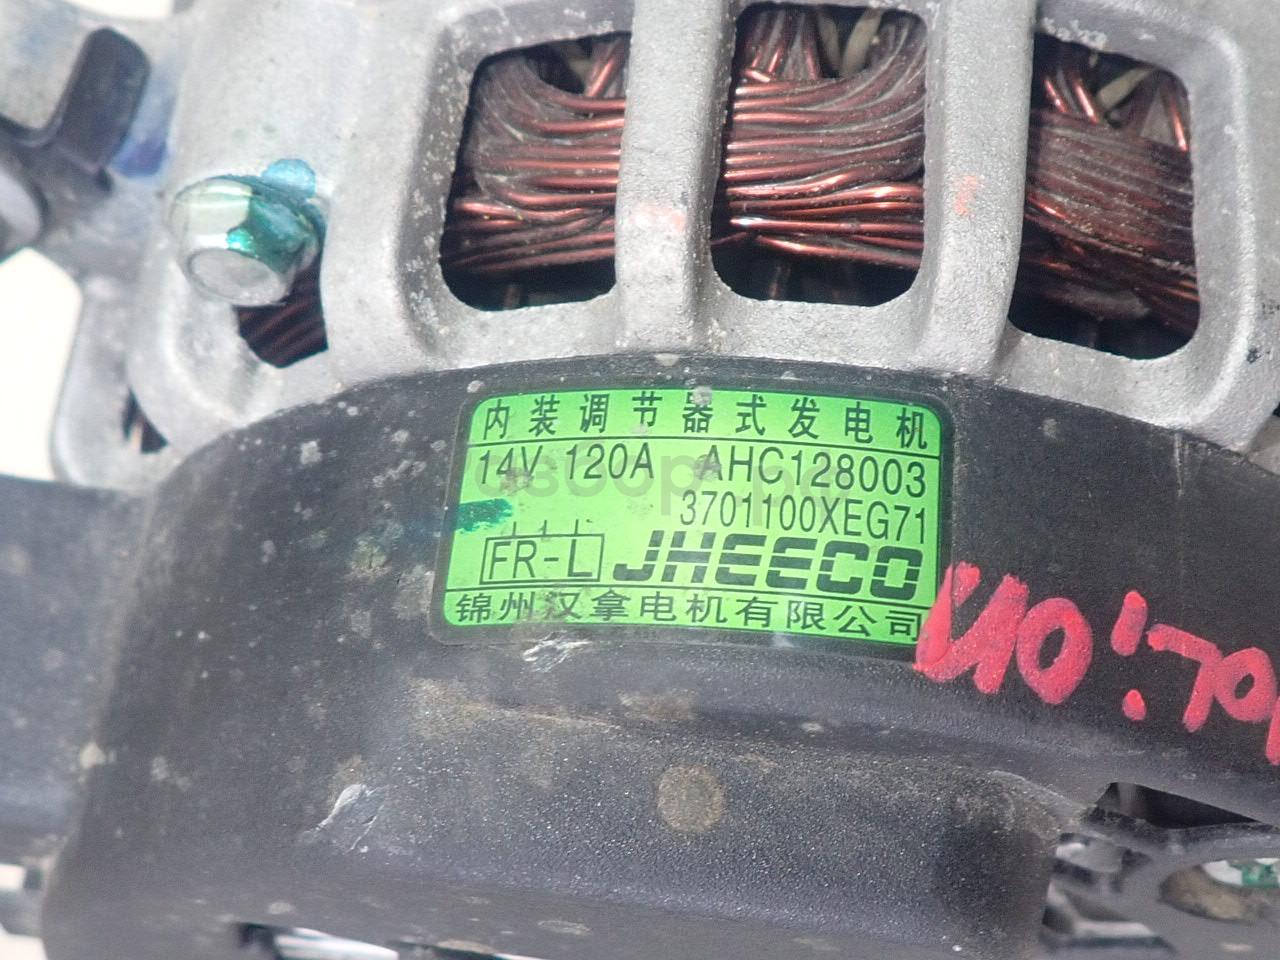 内装调节器式发电机
14V 120A AHC128003
3701100XEG71
FR-L JHEECO
锦州汉拿电机有限公司